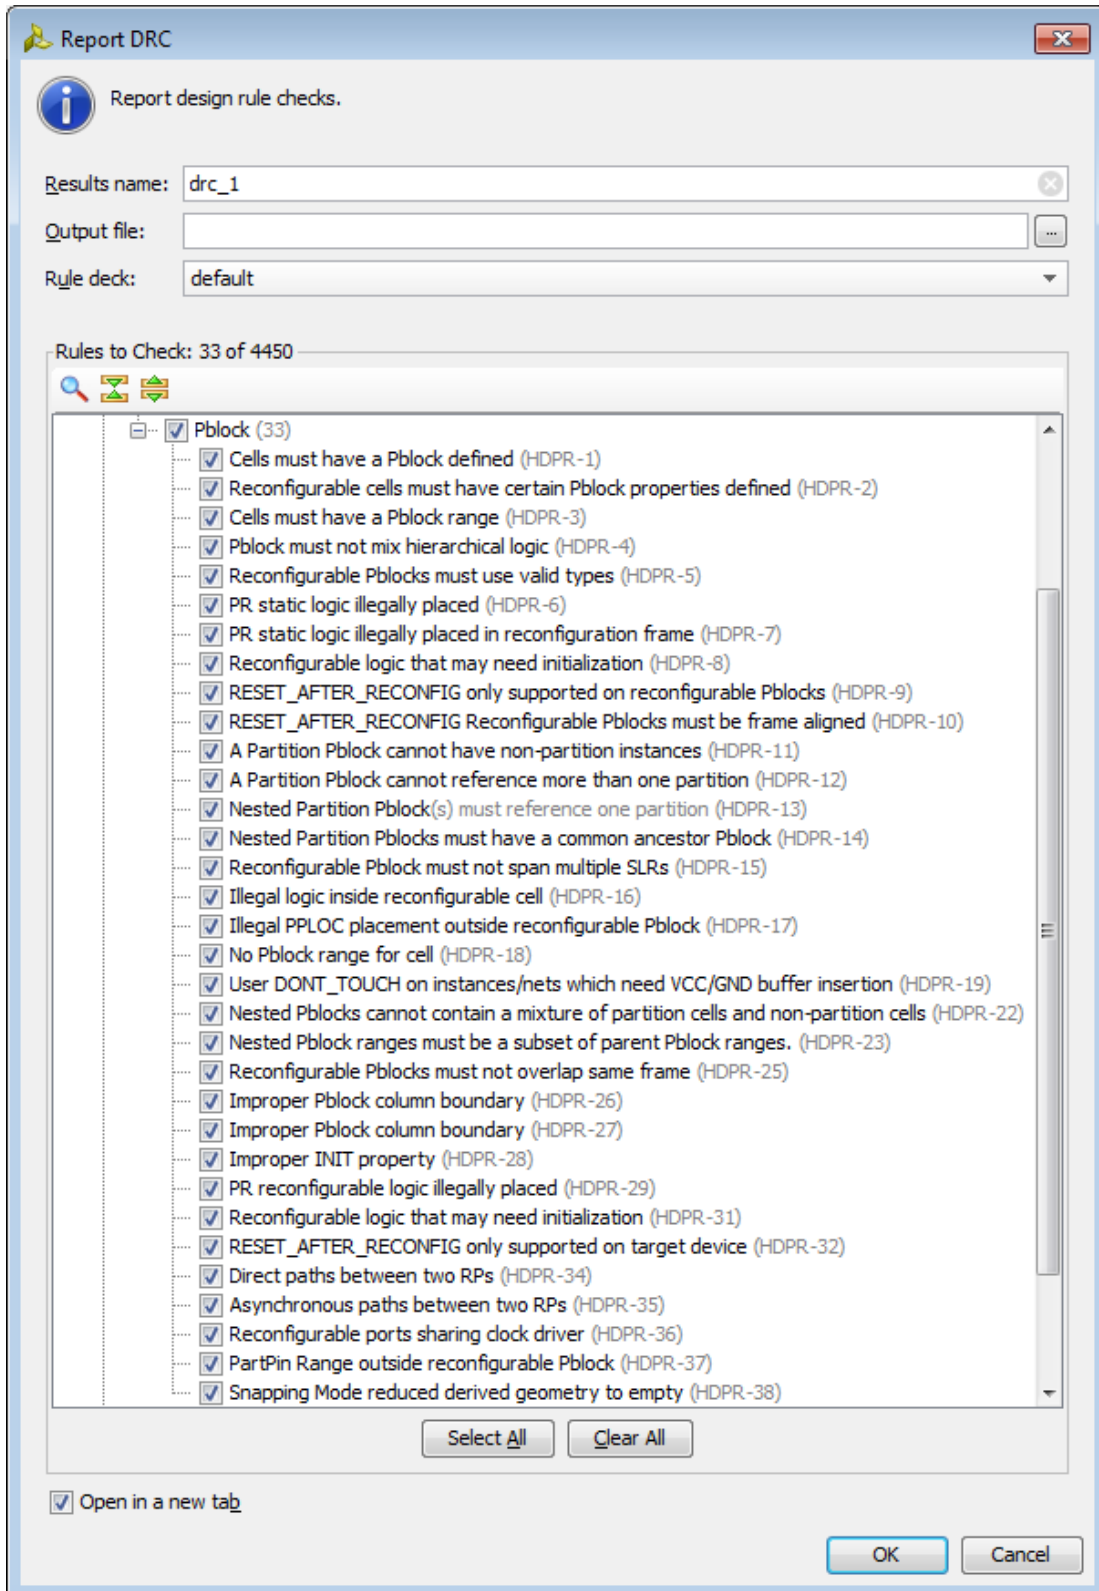 Report DRC
Report design rule checks.
Results name: drc_1
Output file:
...
Rule deck: default
Rules to Check: 33 of 4450
Pblock (33)
Cells must have a Pblock defined (HDPR-1)
Reconfigurable cells must have certain Pblock properties defined (HDPR-2)
Cells must have a Pblock range (HDPR-3)
Pblock must not mix hierarchical logic (HDPR-4)
Reconfigurable Pblocks must use valid types (HDPR-5)
PR static logic illegally placed (HDPR-6)
PR static logic illegally placed in reconfiguration frame (HDPR-7)
Reconfigurable logic that may need initialization (HDPR-8)
RESET_AFTER_RECONFIG only supported on reconfigurable Pblocks (HDPR-9)
RESET_AFTER_RECONFIG Reconfigurable Pblocks must be frame aligned (HDPR-10)
A Partition Pblock cannot have non-partition instances (HDPR-11)
A Partition Pblock cannot reference more than one partition (HDPR-12)
Nested Partition Pblock(s) must reference one partition (HDPR-13)
Nested Partition Pblocks must have a common ancestor Pblock (HDPR-14)
Reconfigurable Pblock must not span multiple SLRs (HDPR-15)
Illegal logic inside reconfigurable cell (HDPR-16)
Illegal PPLOC placement outside reconfigurable Pblock (HDPR-17)
No Pblock range for cell (HDPR-18)
User DONT_TOUCH on instances/nets which need VCC/GND buffer insertion (HDPR-19)
Nested Pblocks cannot contain a mixture of partition cells and non-partition cells (HDPR-22)
Nested Pblock ranges must be a subset of parent Pblock ranges. (HDPR-23)
Reconfigurable Pblocks must not overlap same frame (HDPR-25)
Improper Pblock column boundary (HDPR-26)
Improper Pblock column boundary (HDPR-27)
Improper INIT property (HDPR-28)
PR reconfigurable logic illegally placed (HDPR-29)
Reconfigurable logic that may need initialization (HDPR-31)
RESET_AFTER_RECONFIG only supported on target device (HDPR-32)
Direct paths between two RPs (HDPR-34)
Asynchronous paths between two RPs (HDPR-35)
Reconfigurable ports sharing clock driver (HDPR-36)
PartPin Range outside reconfigurable Pblock (HDPR-37)
Snapping Mode reduced derived geometry to empty (HDPR-38)
Select All Clear All
Open in a new tab
OK Cancel